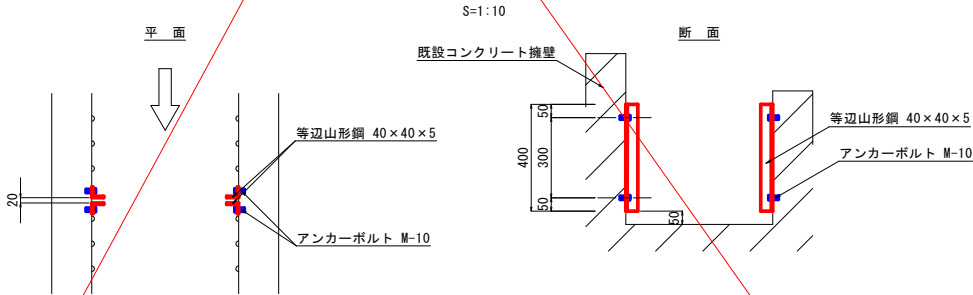 S=1:10
平 面
断 面
既設コンクリート擁壁
等辺山形鋼 40×40×5
アンカーボルト M-10
20
400
50
300
50
50
等辺山形鋼 40×40×5
アンカーボルト M-10